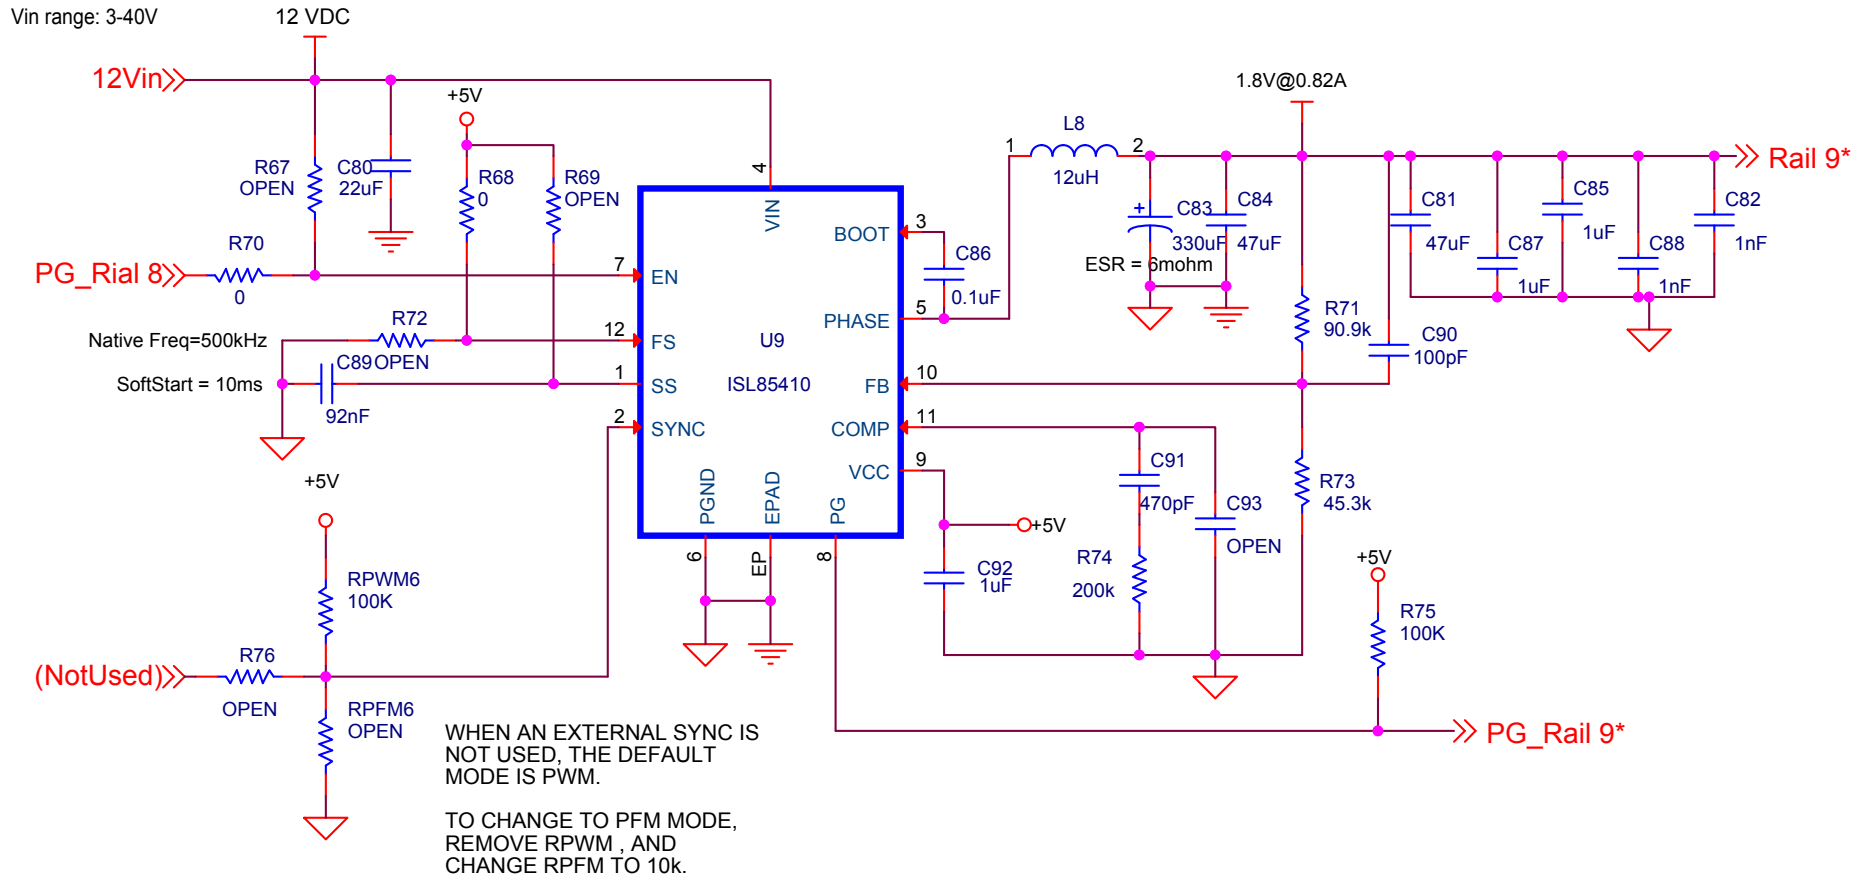 Vin range: 3-40V
12 VDC
12Vin
+5V
1.8V@0.82A
R67
OPEN
C80
22uF
R68
0
R69
OPEN
4
VIN
1
L8
2
12uH
Rail 9*
C83
330uF
ESR = 6mohm
C84
47uF
C81
47uF
C87
1uF
C85
1uF
C88
1nF
C82
1nF
BOOT
3
C86
0.1uF
PHASE
5
R70
0
PG_Rial 8
7
EN
Native Freq=500kHz
R72
OPEN
12
FS
U9
ISL85410
R71
90.9k
C90
100pF
SoftStart = 10ms
C89
92nF
1
SS
FB
10
2
SYNC
COMP
11
VCC
9
PGND
EPAD
PG
6
EP
8
+5V
C91
470pF
C93
OPEN
R73
45.3k
C92
1uF
R74
200k
+5V
RPWM6
100K
+5V
R75
100K
(NotUsed)
R76
OPEN
RPFM6
OPEN
PG_Rail 9*
WHEN AN EXTERNAL SYNC IS
NOT USED, THE DEFAULT
MODE IS PWM.
TO CHANGE TO PFM MODE,
REMOVE RPWM , AND
CHANGE RPFM TO 10k.